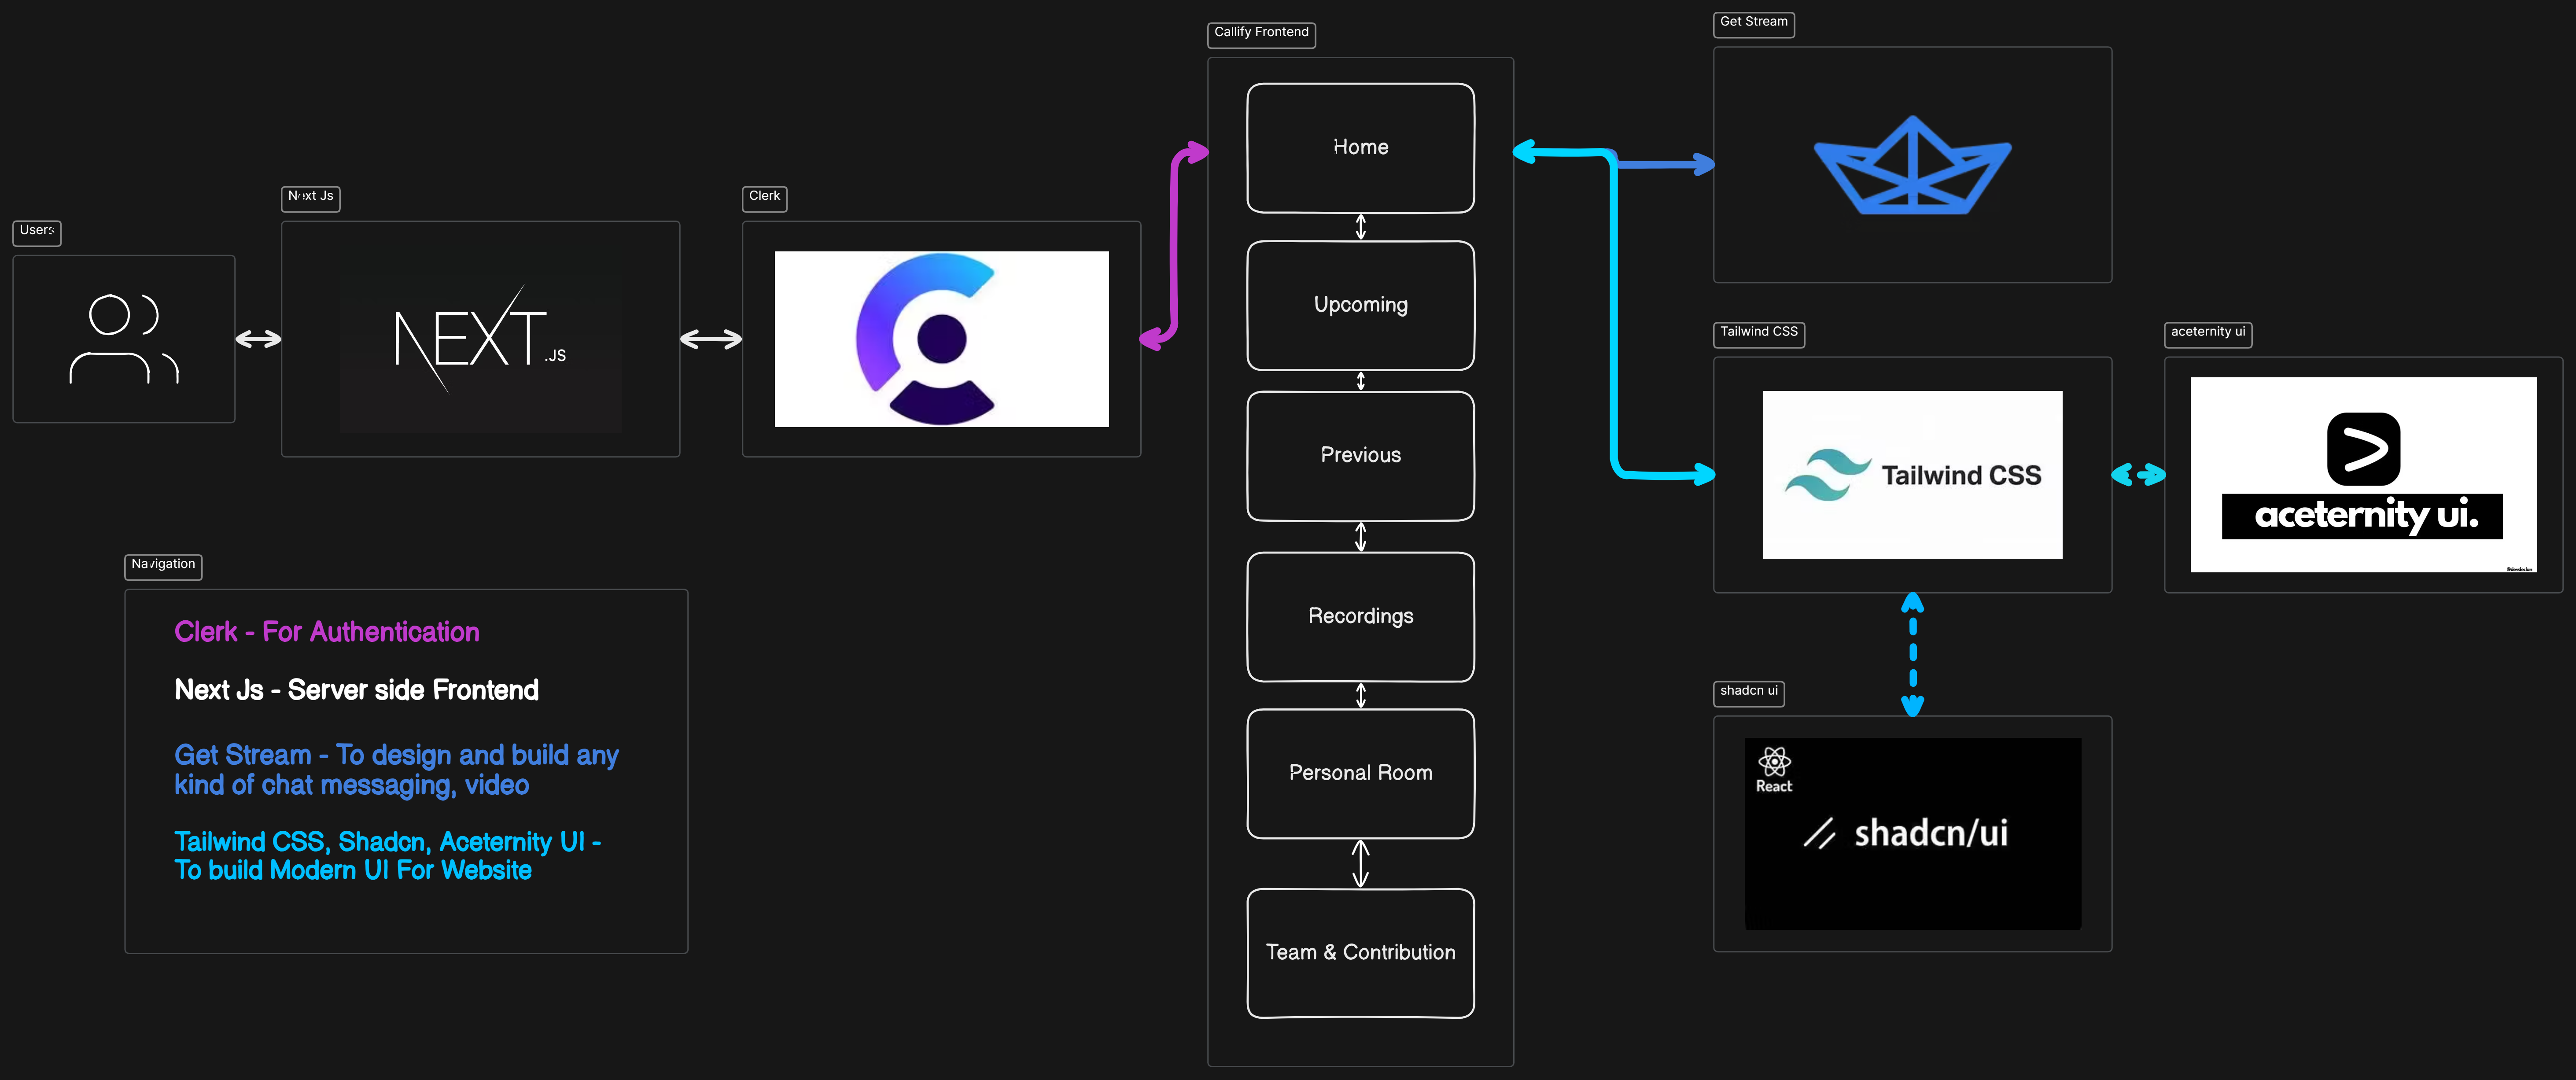 Users
Next Js
NEXT.JS
Clerk
Callify Frontend
Home
Upcoming
Previous
Recordings
Personal Room
Team & Contribution
Get Stream
Tailwind CSS
Tailwind CSS
aceternity ui
aceternity ui.
shadcn ui
React
shadcn/ui
Navigation
Clerk - For Authentication
Next Js - Server side Frontend
Get Stream - To design and build any
kind of chat messaging, video
Tailwind CSS, Shadcn, Aceternity UI -
To build Modern UI For Website